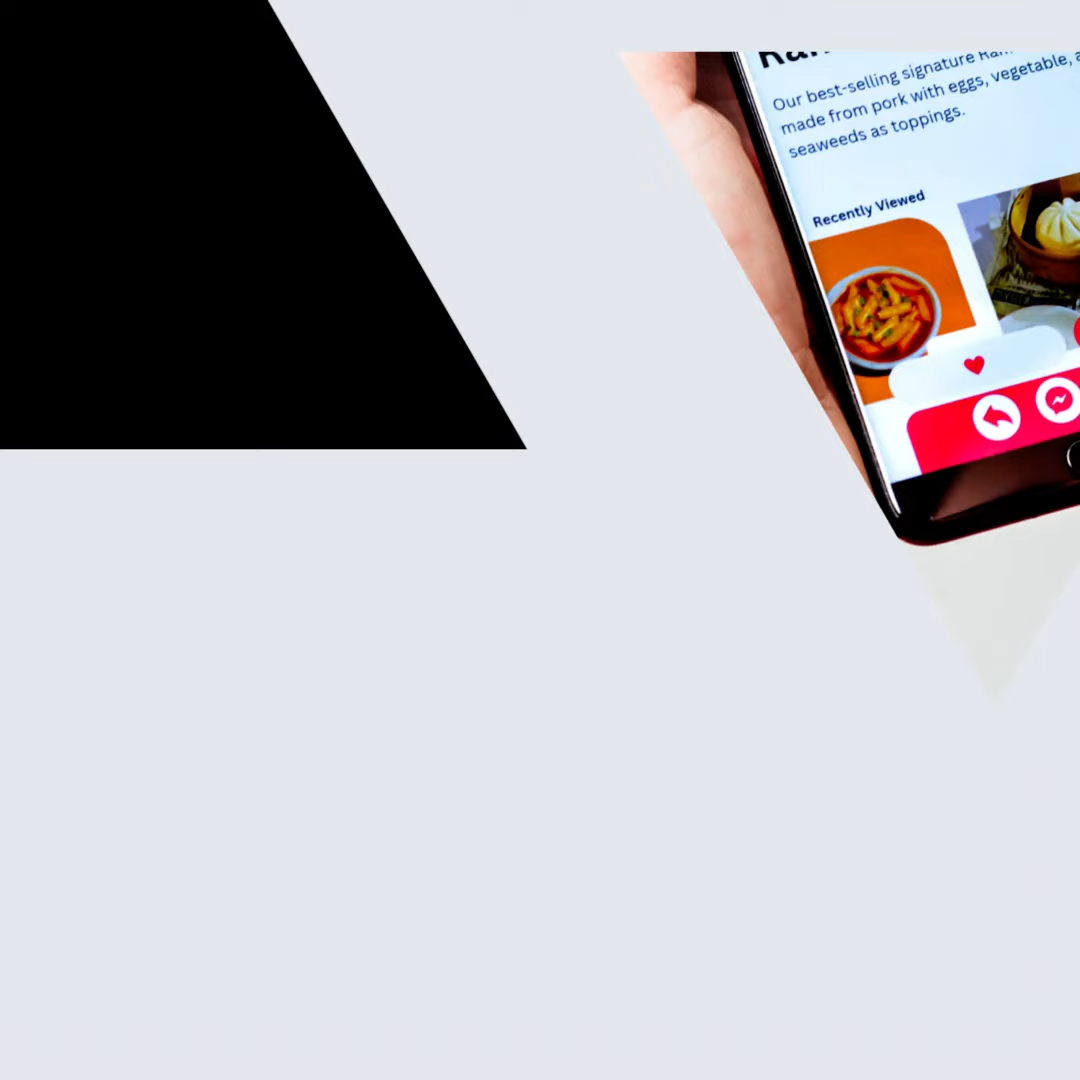 Our best-selling signature
made from pork with eggs, vegetable,
seaweeds as toppings.
Recently Viewed